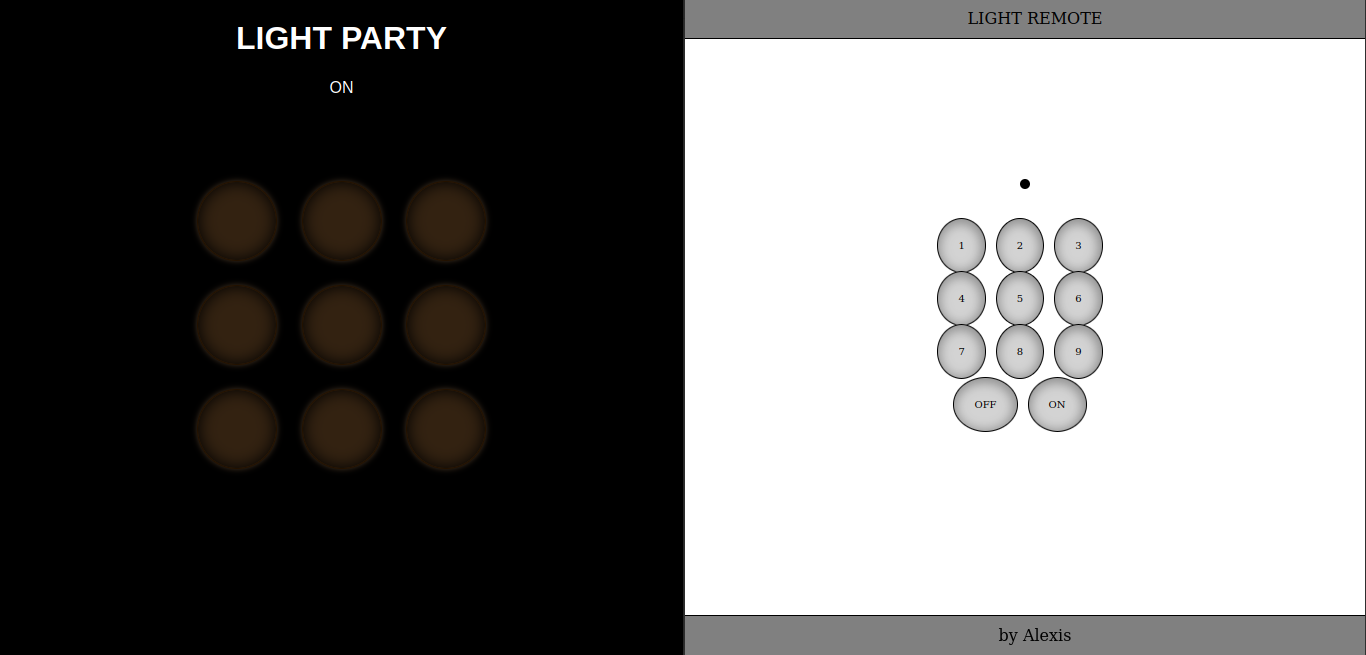 LIGHT PARTY
ON
LIGHT REMOTE
1 2 3
4 5 6
7 8 9
OFF ON
by Alexis